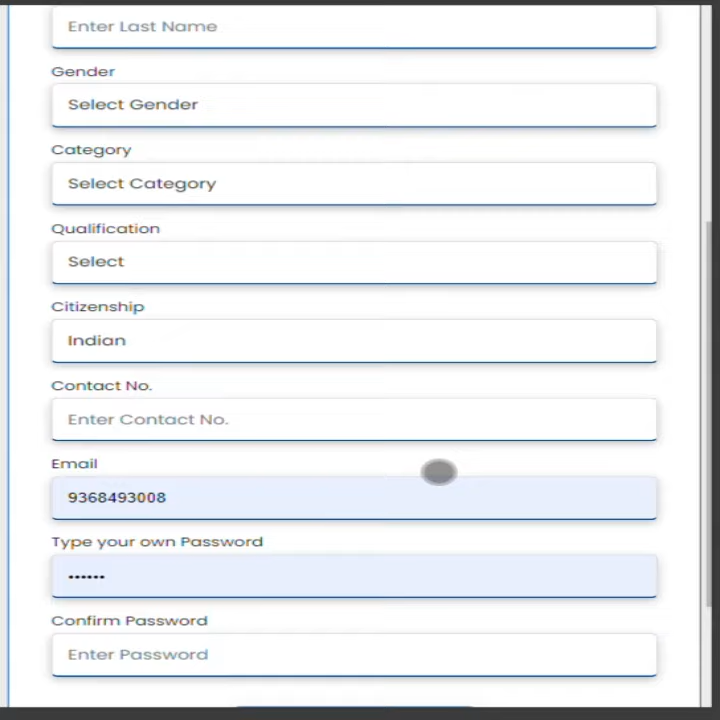 Enter Last Name
Gender
Select Gender
Category
Select Category
Qualification
Select
Citizenship
Indian
Contact No.
Enter Contact No.
Email
9368493008
Type your own Password
••••••
Confirm Password
Enter Password